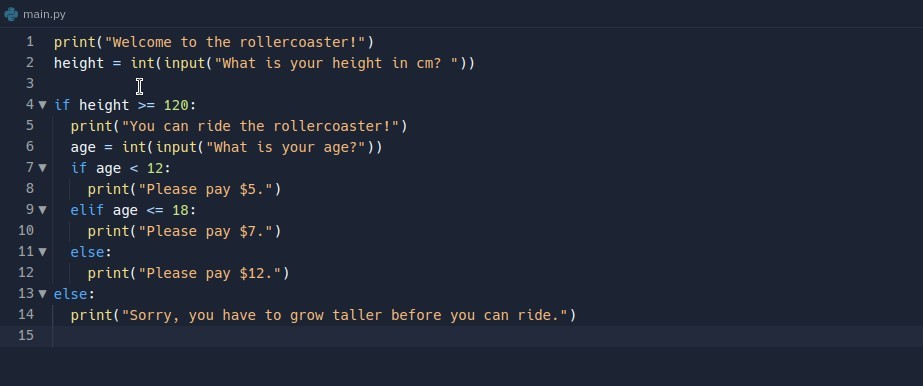 main.py
1 print("Welcome to the rollercoaster!")
2 height = int(input("What is your height in cm? "))
3
4 if height >= 120:
5   print("You can ride the rollercoaster!")
6   age = int(input("What is your age?"))
7   if age < 12:
8     print("Please pay $5.")
9   elif age <= 18:
10     print("Please pay $7.")
11   else:
12     print("Please pay $12.")
13 else:
14   print("Sorry, you have to grow taller before you can ride.")
15